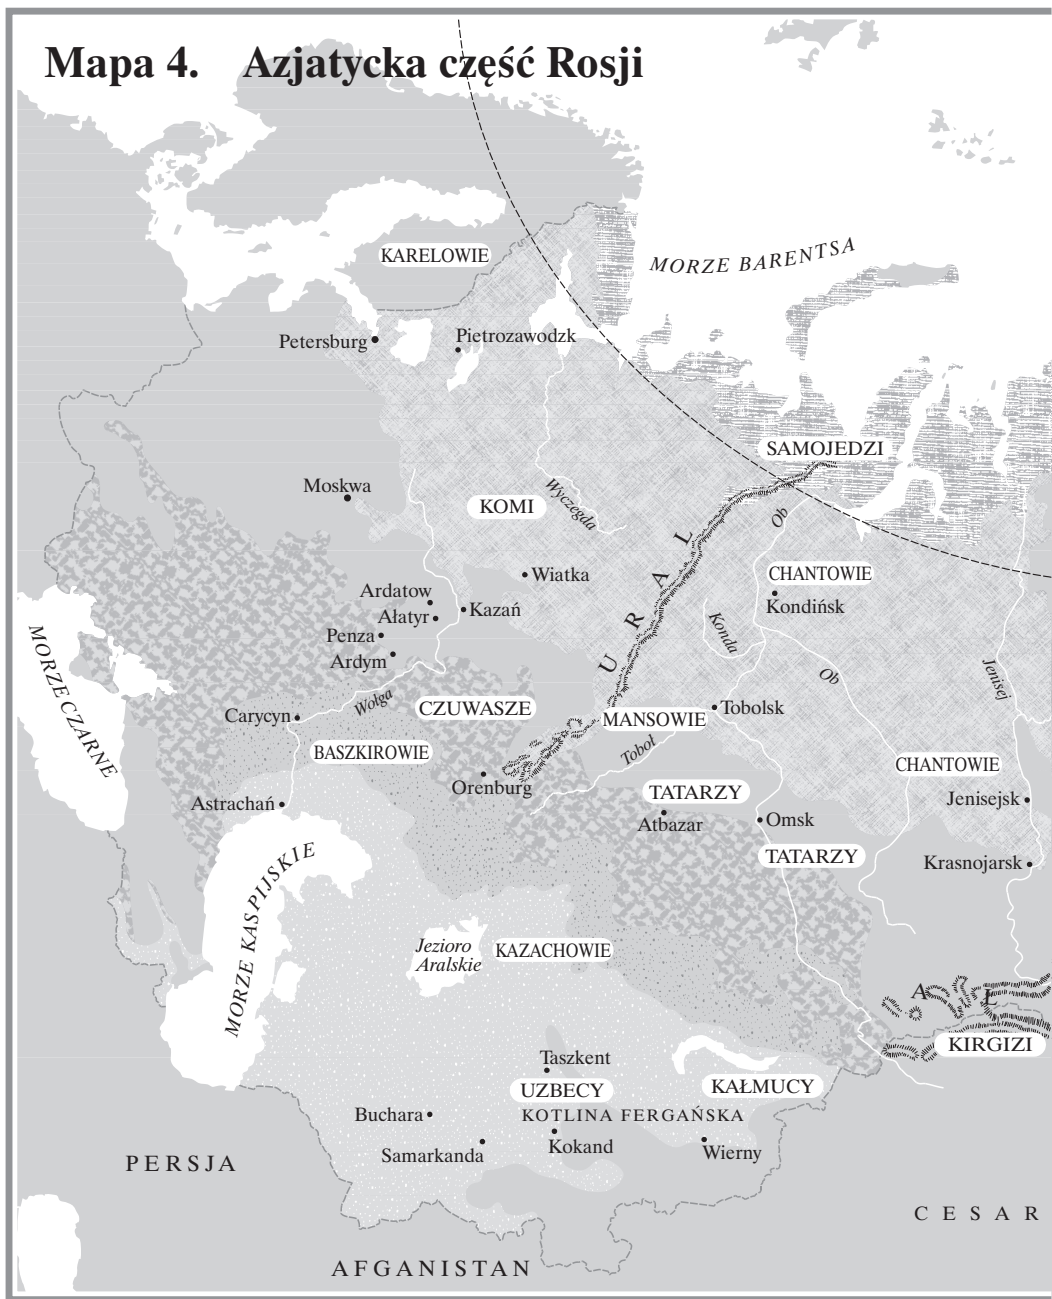 Mapa 4. Azjatycka część Rosji
MORZE BARENTSA
KARELOWIE
Petersburg
Pietrozawodzk
SAMOJEDZI
Moskwa
KOMI
Wyczegda
Ob
URAL
CHANTOWIE
Wiatka
Ardatow
Kondińsk
Ałatyr
Kazań
Penza
Konda
Ardym
MORZE CZARNE
Ob
Jenisej
Wołga
CZUWASZE
Tobolsk
Carycyn
MANSOWIE
BASZKIROWIE
Toboł
CHANTOWIE
Orenburg
TATARZY
Jenisejsk
Astrachań
Atbazar
Omsk
TATARZY
Krasnojarsk
MORZE KASPIJSKIE
Jezioro
Aralskie
KAZACHOWIE
A Ł
KIRGIZI
Taszkent
UZBECY
KAŁMUCY
Buchara
KOTLINA FERGAŃSKA
Samarkanda
Kokand
Wierny
PERSJA
CESAR
AFGANISTAN